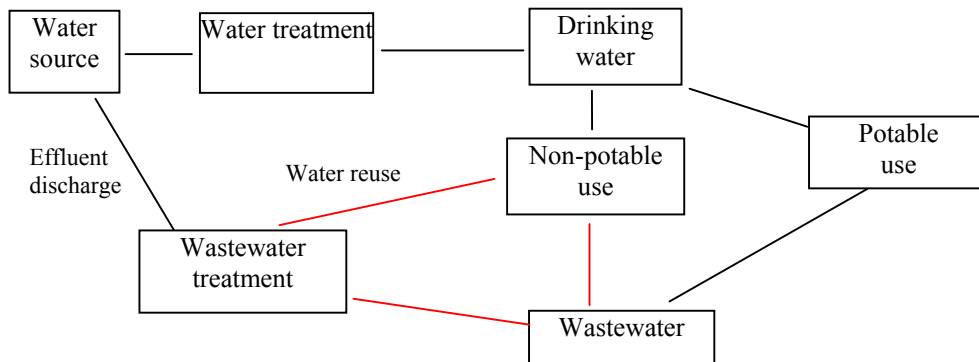 Water
source
Water treatment
Drinking
water
Effluent
discharge
Water reuse
Non-potable
use
Potable
use
Wastewater
treatment
Wastewater